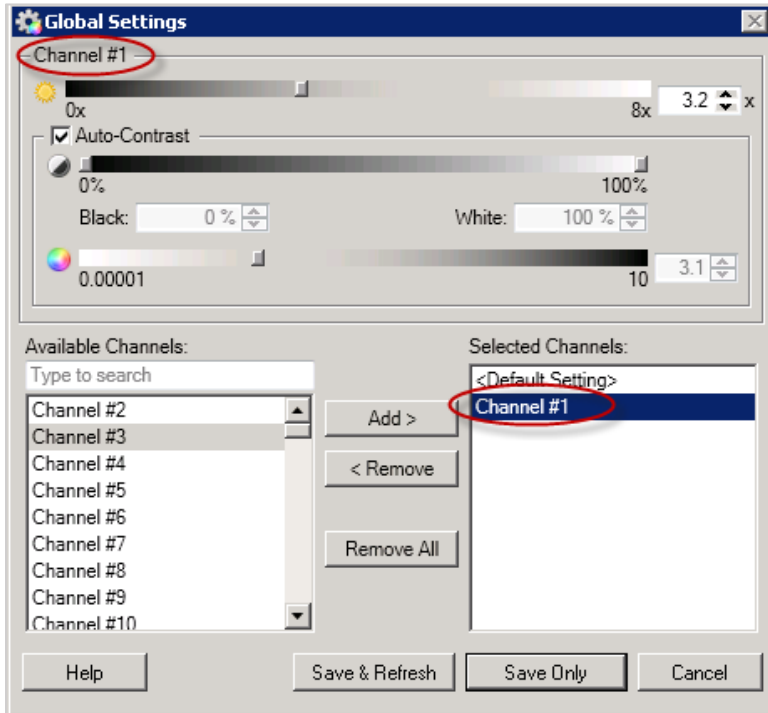 Global Settings
Channel #1
0x 8x 3.2 x
Auto-Contrast
0% 100%
Black: 0 % White: 100 %
0.00001 10 3.1
Available Channels: Selected Channels:
Type to search <Default Setting>
Channel #2 Channel #1
Channel #3
Channel #4
Channel #5
Channel #6
Channel #7
Channel #8
Channel #9
Channel #10
Add >
< Remove
Remove All
Help Save & Refresh Save Only Cancel